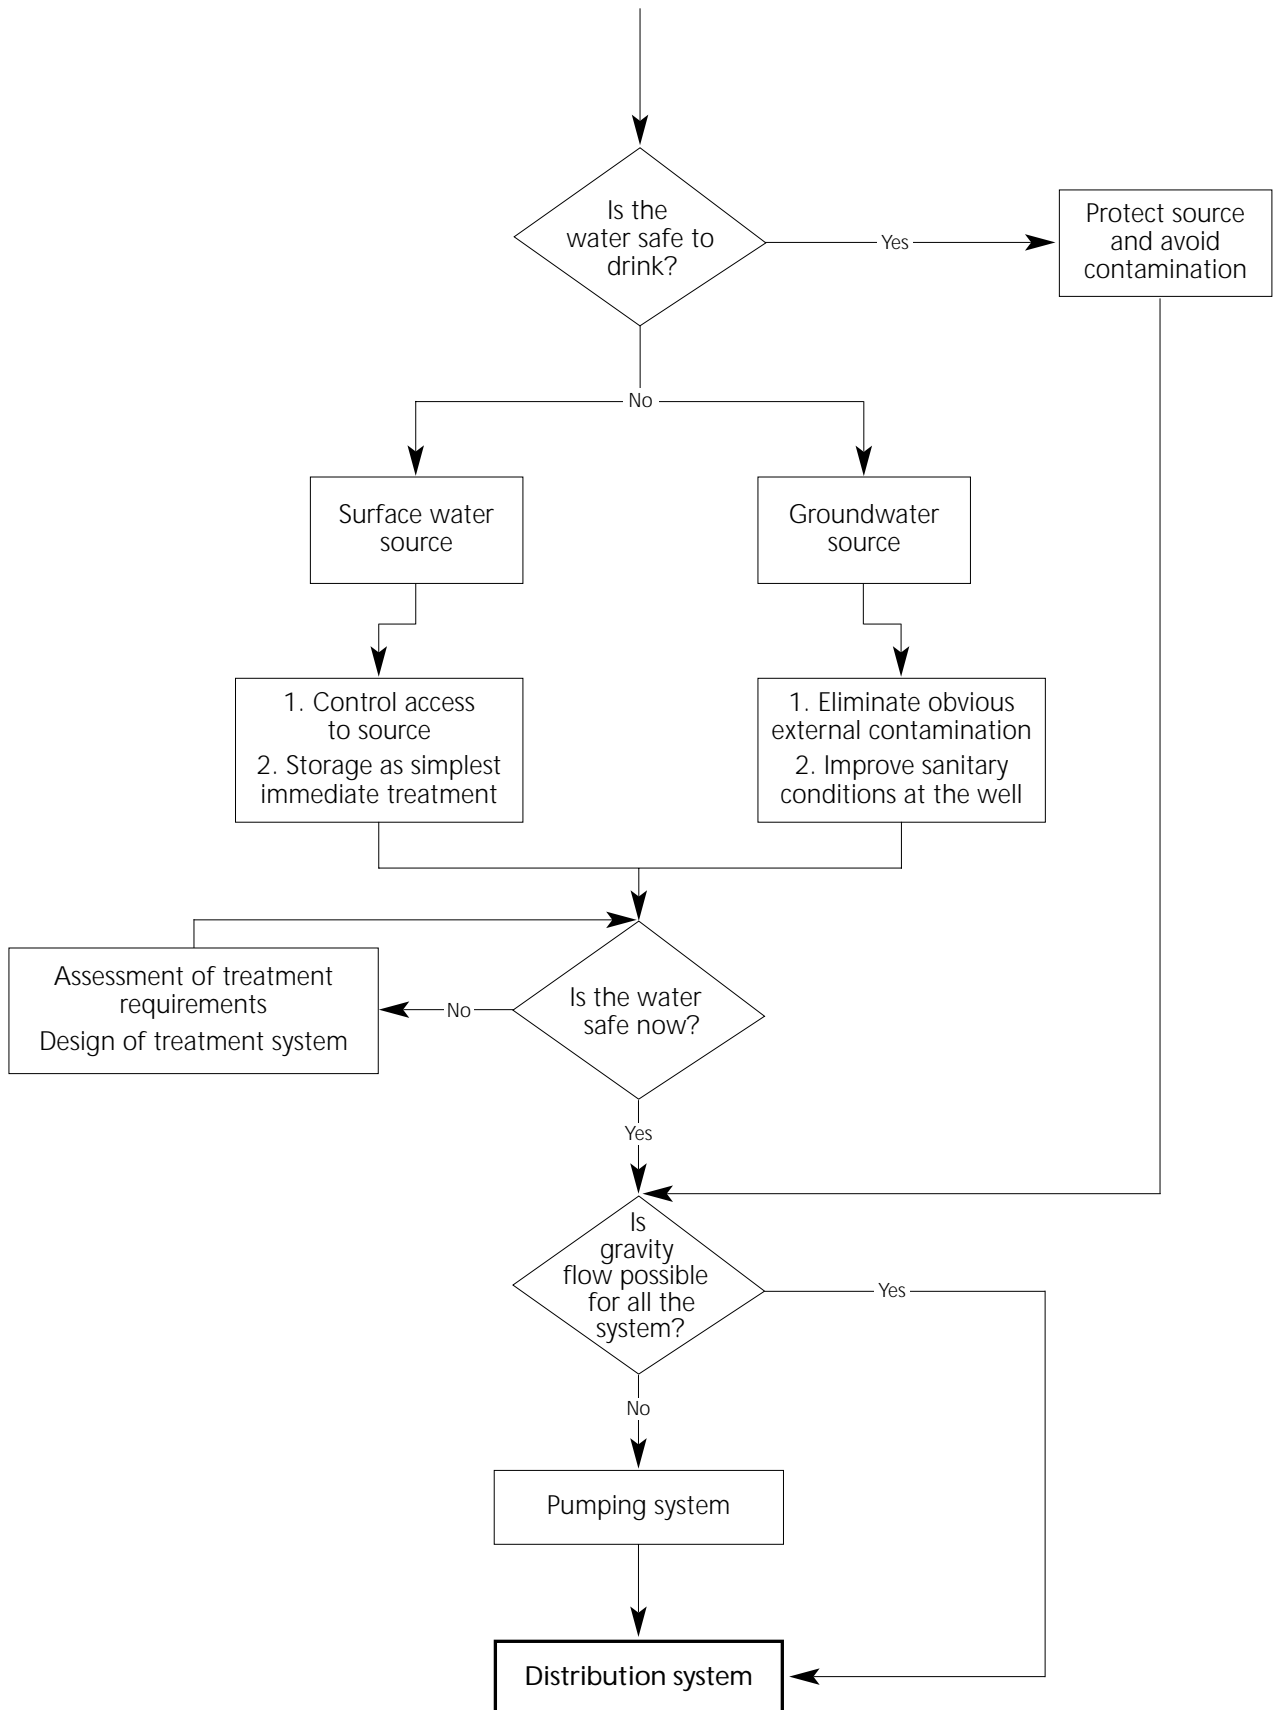 Is the
water safe to
drink?
Yes
Protect source
and avoid
contamination
No
Surface water
source
Groundwater
source
1. Control access
to source
2. Storage as simplest
immediate treatment
1. Eliminate obvious
external contamination
2. Improve sanitary
conditions at the well
Assessment of treatment
requirements
Design of treatment system
No
Is the water
safe now?
Yes
Is
gravity
flow possible
for all the
system?
Yes
No
Pumping system
Distribution system